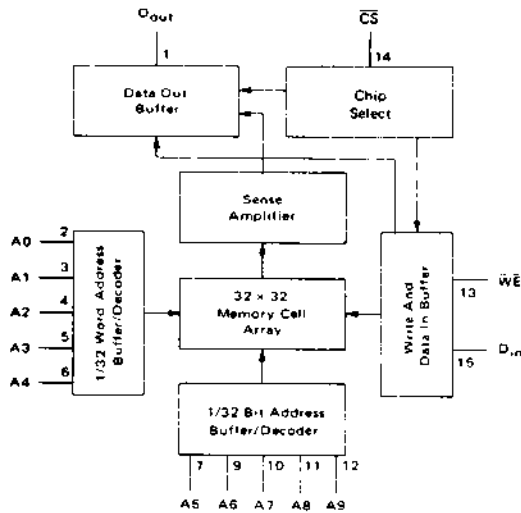 Dout
CS
1
14
Data Out
Buffer
Chip
Select
Sense
Amplifier
A0
2
A1
3
A2
4
A3
5
A4
6
1/32 Word Address
Buffer/Decoder
32 × 32
Memory Cell
Array
Write And
Data In Buffer
13
WE
15
Din
1/32 Bit Address
Buffer/Decoder
7
9
10
11
12
A5
A6
A7
A8
A9